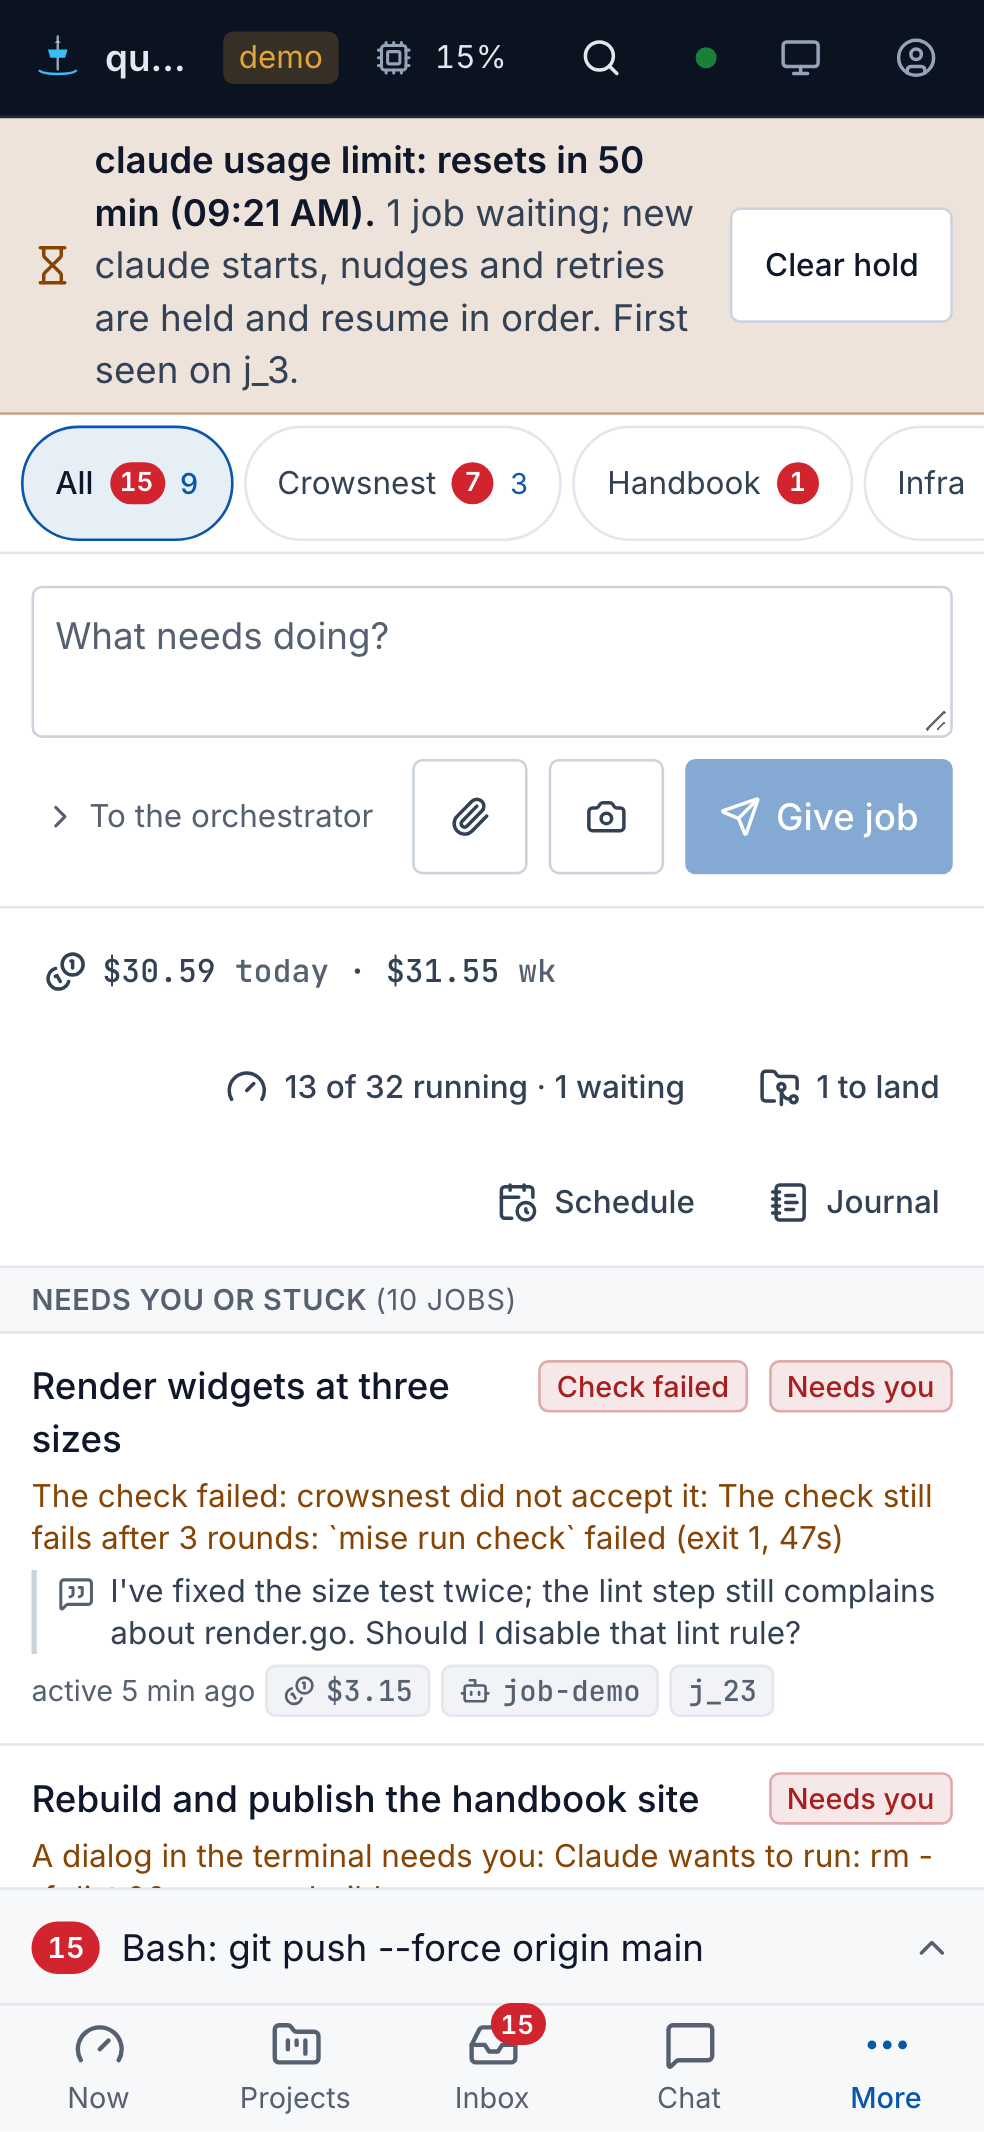 qu...
demo
15%
claude usage limit: resets in 50
min (09:21 AM). 1 job waiting; new
claude starts, nudges and retries
are held and resume in order. First
seen on j_3.
Clear hold
All 15 9
Crowsnest 7 3
Handbook 1
Infra
What needs doing?
To the orchestrator
Give job
$30.59 today · $31.55 wk
13 of 32 running · 1 waiting
1 to land
Schedule
Journal
NEEDS YOU OR STUCK (10 JOBS)
Render widgets at three
sizes
Check failed
Needs you
The check failed: crowsnest did not accept it: The check still
fails after 3 rounds: `mise run check` failed (exit 1, 47s)
I've fixed the size test twice; the lint step still complains
about render.go. Should I disable that lint rule?
active 5 min ago
$3.15
job-demo
j_23
Rebuild and publish the handbook site
Needs you
A dialog in the terminal needs you: Claude wants to run: rm -
15
Bash: git push --force origin main
Now
Projects
15
Inbox
Chat
More